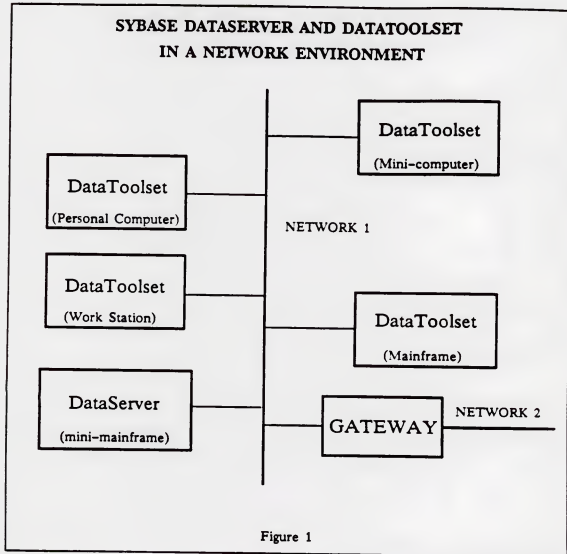 SYBASE DATASERVER AND DATATOOLSET
IN A NETWORK ENVIRONMENT
DataToolset
(Mini-computer)
DataToolset
(Personal Computer)
NETWORK 1
DataToolset
(Work Station)
DataToolset
(Mainframe)
DataServer
(mini-mainframe)
GATEWAY
NETWORK 2
Figure 1